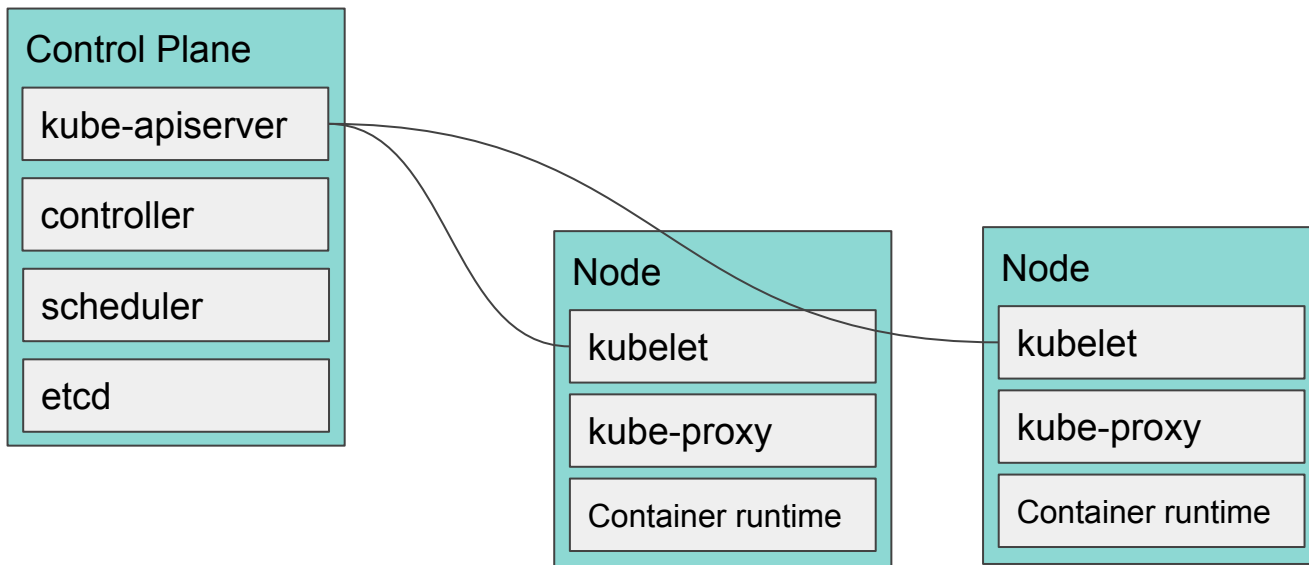 Control Plane
kube-apiserver
controller
scheduler
etcd
Node
kubelet
kube-proxy
Container runtime
Node
kubelet
kube-proxy
Container runtime